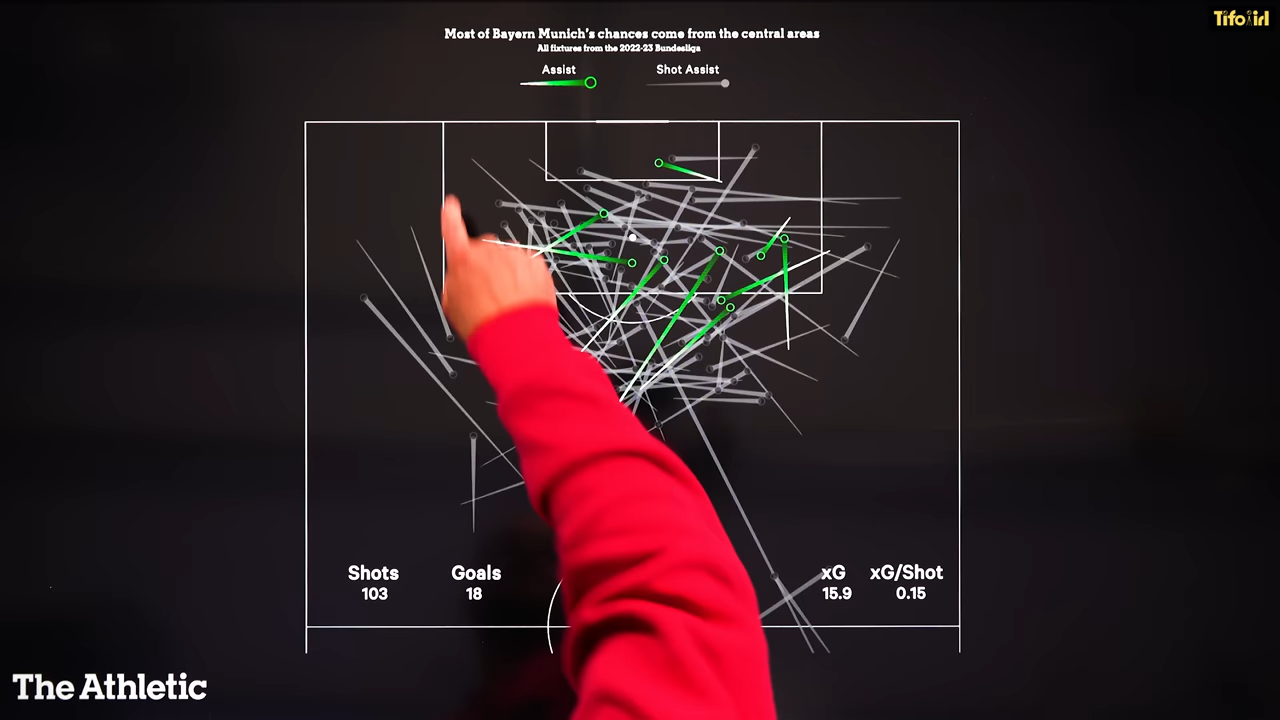 Tifo irl
Most of Bayern Munich's chances come from the central areas
All fixtures from the 2022-23 Bundesliga
Assist
Shot Assist
Shots
103
Goals
18
xG
15.9
xG/Shot
0.15
The Athletic